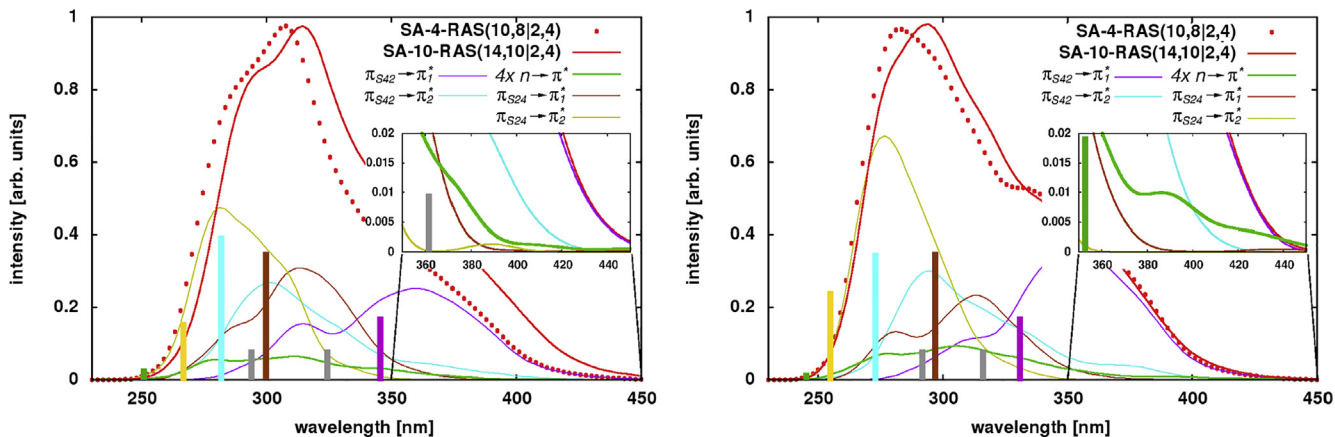 1
0.8
0.6
0.4
0.2
0
intensity [arb. units]
SA-4-RAS(10,8|2,4)
SA-10-RAS(14,10|2,4)
πS42→π1* 4x n→π*
πS42→π2* πS24→π1*
πS24→π2*
0.02
0.015
0.01
0.005
0
360 380 400 420 440
250 300 350 400 450
wavelength [nm]
1
0.8
0.6
0.4
0.2
0
intensity [arb. units]
SA-4-RAS(10,8|2,4)
SA-10-RAS(14,10|2,4)
πS42→π1* 4x n→π*
πS42→π2* πS24→π1*
πS24→π2*
0.02
0.015
0.01
0.005
0
360 380 400 420 440
250 300 350 400 450
wavelength [nm]